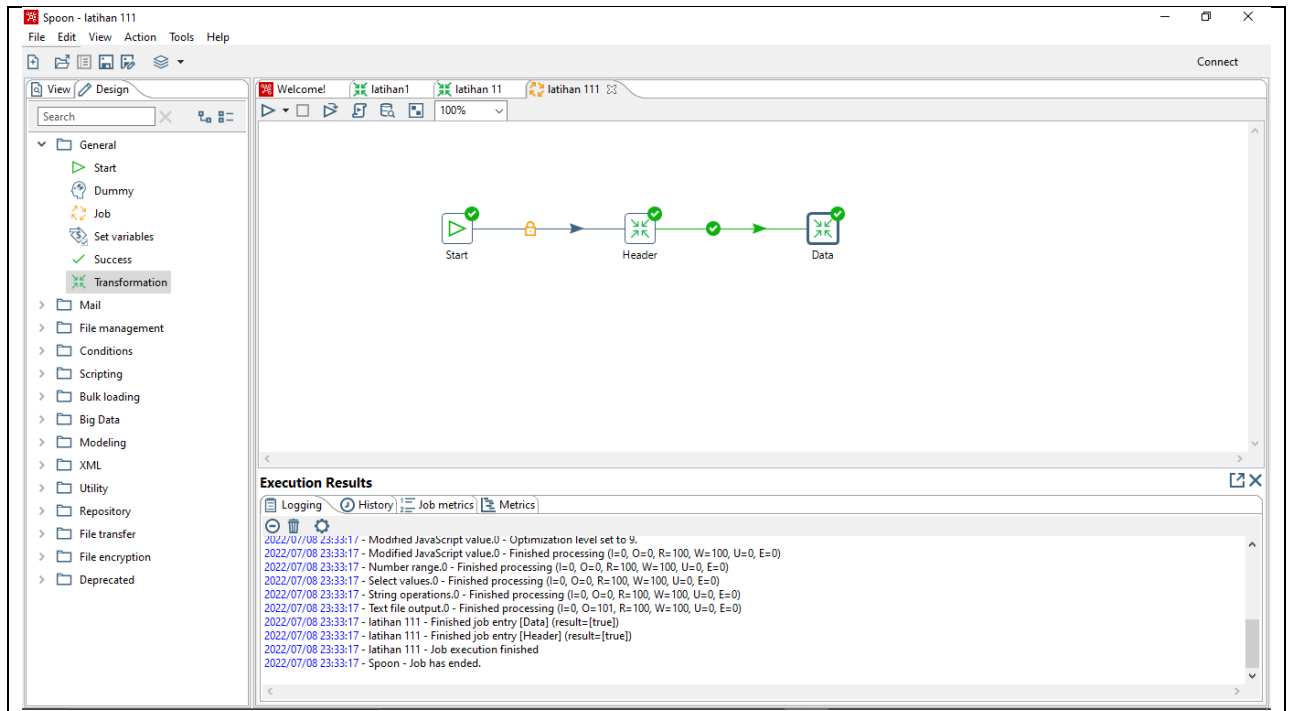 Spoon - latihan 111
File Edit View Action Tools Help
Connect
View Design
Welcome! latihan1 latihan 11 latihan 111
Search
100%
General
Start
Dummy
Job
Set variables
Success
Transformation
Mail
File management
Conditions
Scripting
Bulk loading
Big Data
Modeling
XML
Utility
Repository
File transfer
File encryption
Deprecated
Start Header Data
Execution Results
Logging History Job metrics Metrics
2022/07/08 23:33:17 - Modified JavaScript value.0 - Optimization level set to 9.
2022/07/08 23:33:17 - Modified JavaScript value.0 - Finished processing (I=0, O=0, R=100, W=100, U=0, E=0)
2022/07/08 23:33:17 - Number range.0 - Finished processing (I=0, O=0, R=100, W=100, U=0, E=0)
2022/07/08 23:33:17 - Select values.0 - Finished processing (I=0, O=0, R=100, W=100, U=0, E=0)
2022/07/08 23:33:17 - String operations.0 - Finished processing (I=0, O=0, R=100, W=100, U=0, E=0)
2022/07/08 23:33:17 - Text file output.0 - Finished processing (I=0, O=101, R=100, W=100, U=0, E=0)
2022/07/08 23:33:17 - latihan 111 - Finished job entry [Data] (result=[true])
2022/07/08 23:33:17 - latihan 111 - Finished job entry [Header] (result=[true])
2022/07/08 23:33:17 - latihan 111 - Job execution finished
2022/07/08 23:33:17 - Spoon - Job has ended.